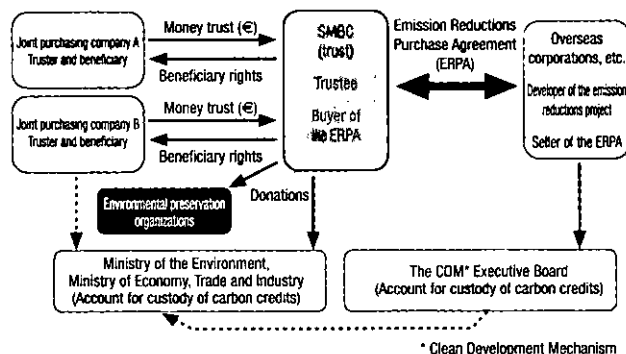 Joint purchasing company A
Truster and beneficiary
Money trust (€)
Beneficiary rights
Joint purchasing company B
Truster and beneficiary
Money trust (€)
Beneficiary rights
SMBC
(trust)
Trustee
Buyer of
the ERPA
Emission Reductions
Purchase Agreement
(ERPA)
Overseas
corporations, etc.
Developer of the emission
reductions project
Seller of the ERPA
Environmental preservation
organizations
Donations
Ministry of the Environment,
Ministry of Economy, Trade and Industry
(Account for custody of carbon credits)
The CDM* Executive Board
(Account for custody of carbon credits)
* Clean Development Mechanism